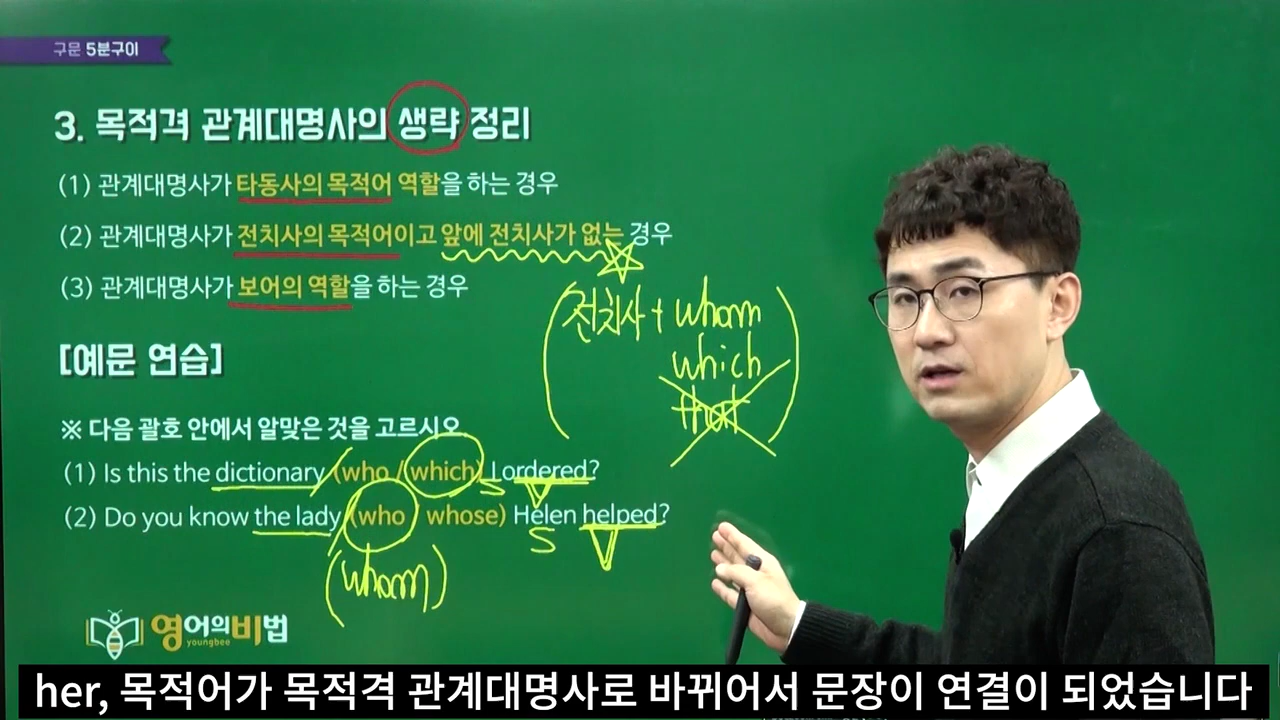 구문 5분구이
3. 목적격 관계대명사의 생략 정리
(1) 관계대명사가 타동사의 목적어 역할을 하는 경우
(2) 관계대명사가 전치사의 목적어이고 앞에 전치사가 없는 경우
(3) 관계대명사가 보어의 역할을 하는 경우
(전치사 + whom
which
that)
[예문 연습]
※ 다음 괄호 안에서 알맞은 것을 고르시오
(1) Is this the dictionary (who / which) I ordered?
S V
(2) Do you know the lady (who whose) Helen helped?
S V
(whom)
영어의비법
youngbee
her, 목적어가 목적격 관계대명사로 바뀌어서 문장이 연결이 되었습니다